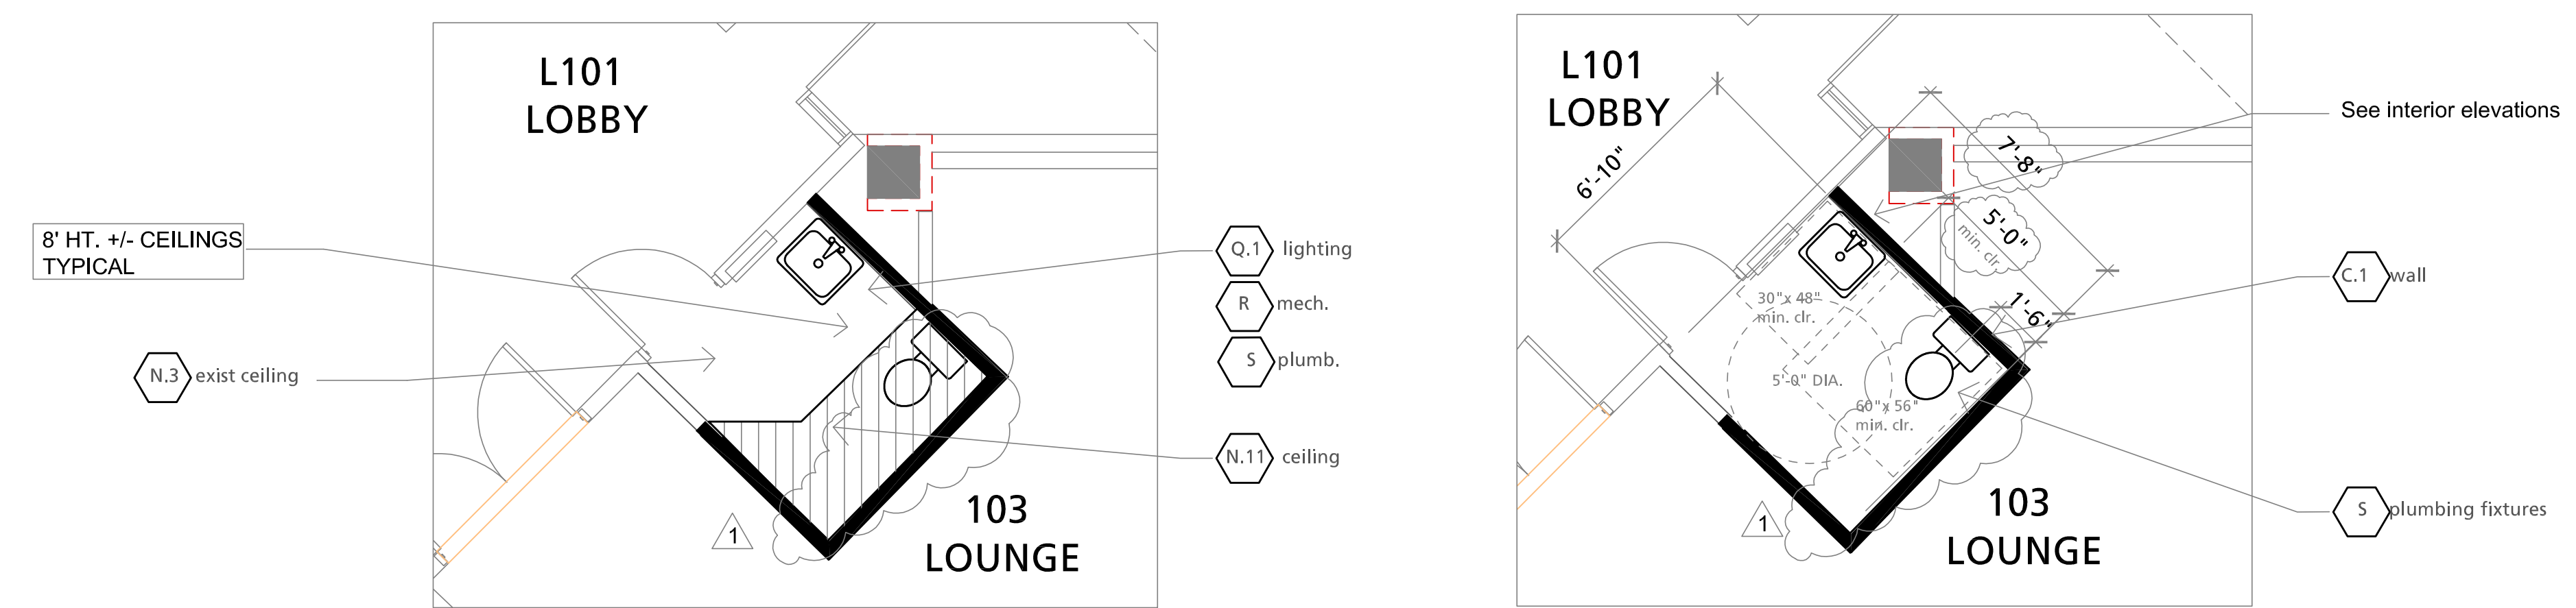 L101
LOBBY
8' HT. +/- CEILINGS
TYPICAL
N.3 exist ceiling
Q.1 lighting
R mech.
S plumb.
N.11 ceiling
1
103
LOUNGE
L101
LOBBY
6'-10"
7'-8"
5'-0"
min. clr
1'-6"
30"x 48"
min. clr.
5'-0" DIA.
60"x 56"
min. clr.
See interior elevations
C.1 wall
S plumbing fixtures
1
103
LOUNGE